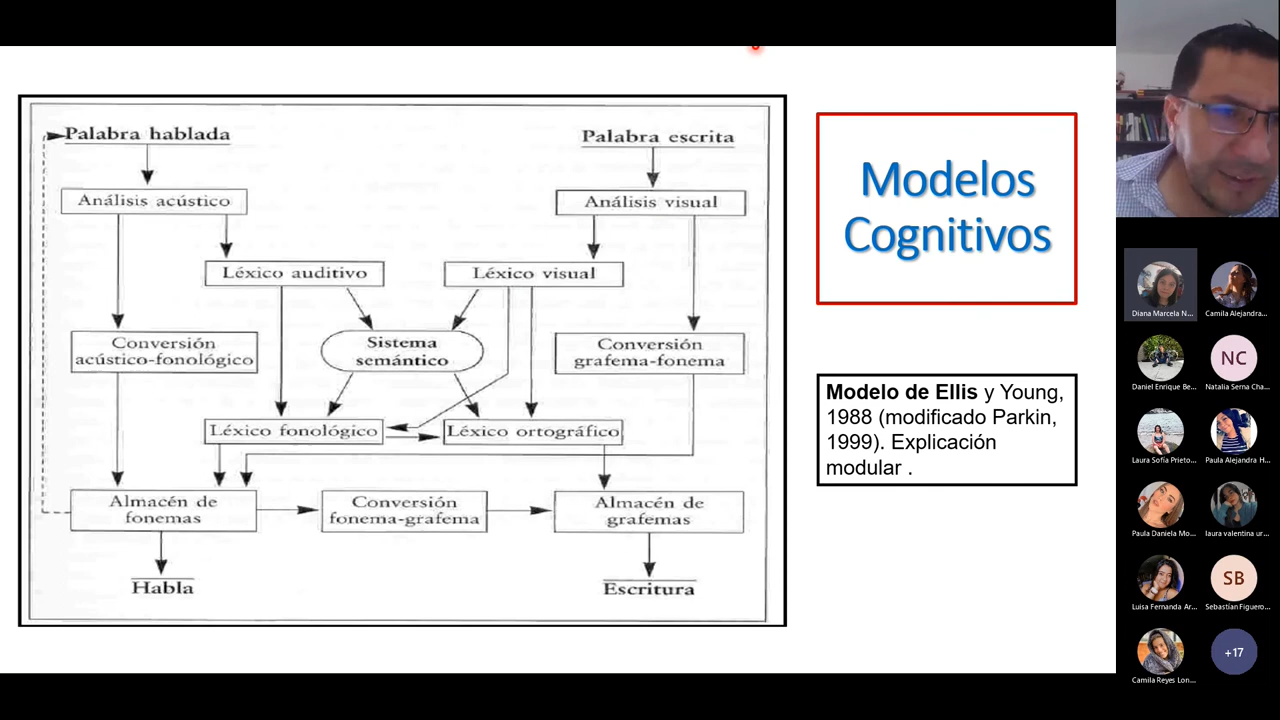 Palabra hablada
Palabra escrita
Análisis acústico
Análisis visual
Léxico auditivo
Léxico visual
Conversión
acústico-fonológico
Sistema
semántico
Conversión
grafema-fonema
Léxico fonológico
Léxico ortográfico
Almacén de
fonemas
Conversión
fonema-grafema
Almacén de
grafemas
Habla
Escritura
Modelos
Cognitivos
Modelo de Ellis y Young,
1988 (modificado Parkin,
1999). Explicación
modular .
Diana Marcela N...
Camila Alejandra...
Daniel Enrique Be...
NC
Natalia Serna Cha...
Laura Sofía Prieto...
Paula Alejandra H...
Paula Daniela Mo...
laura valentina ur...
Luisa Fernanda Ar...
SB
Sebastían Figuero...
Camila Reyes Lon...
+17